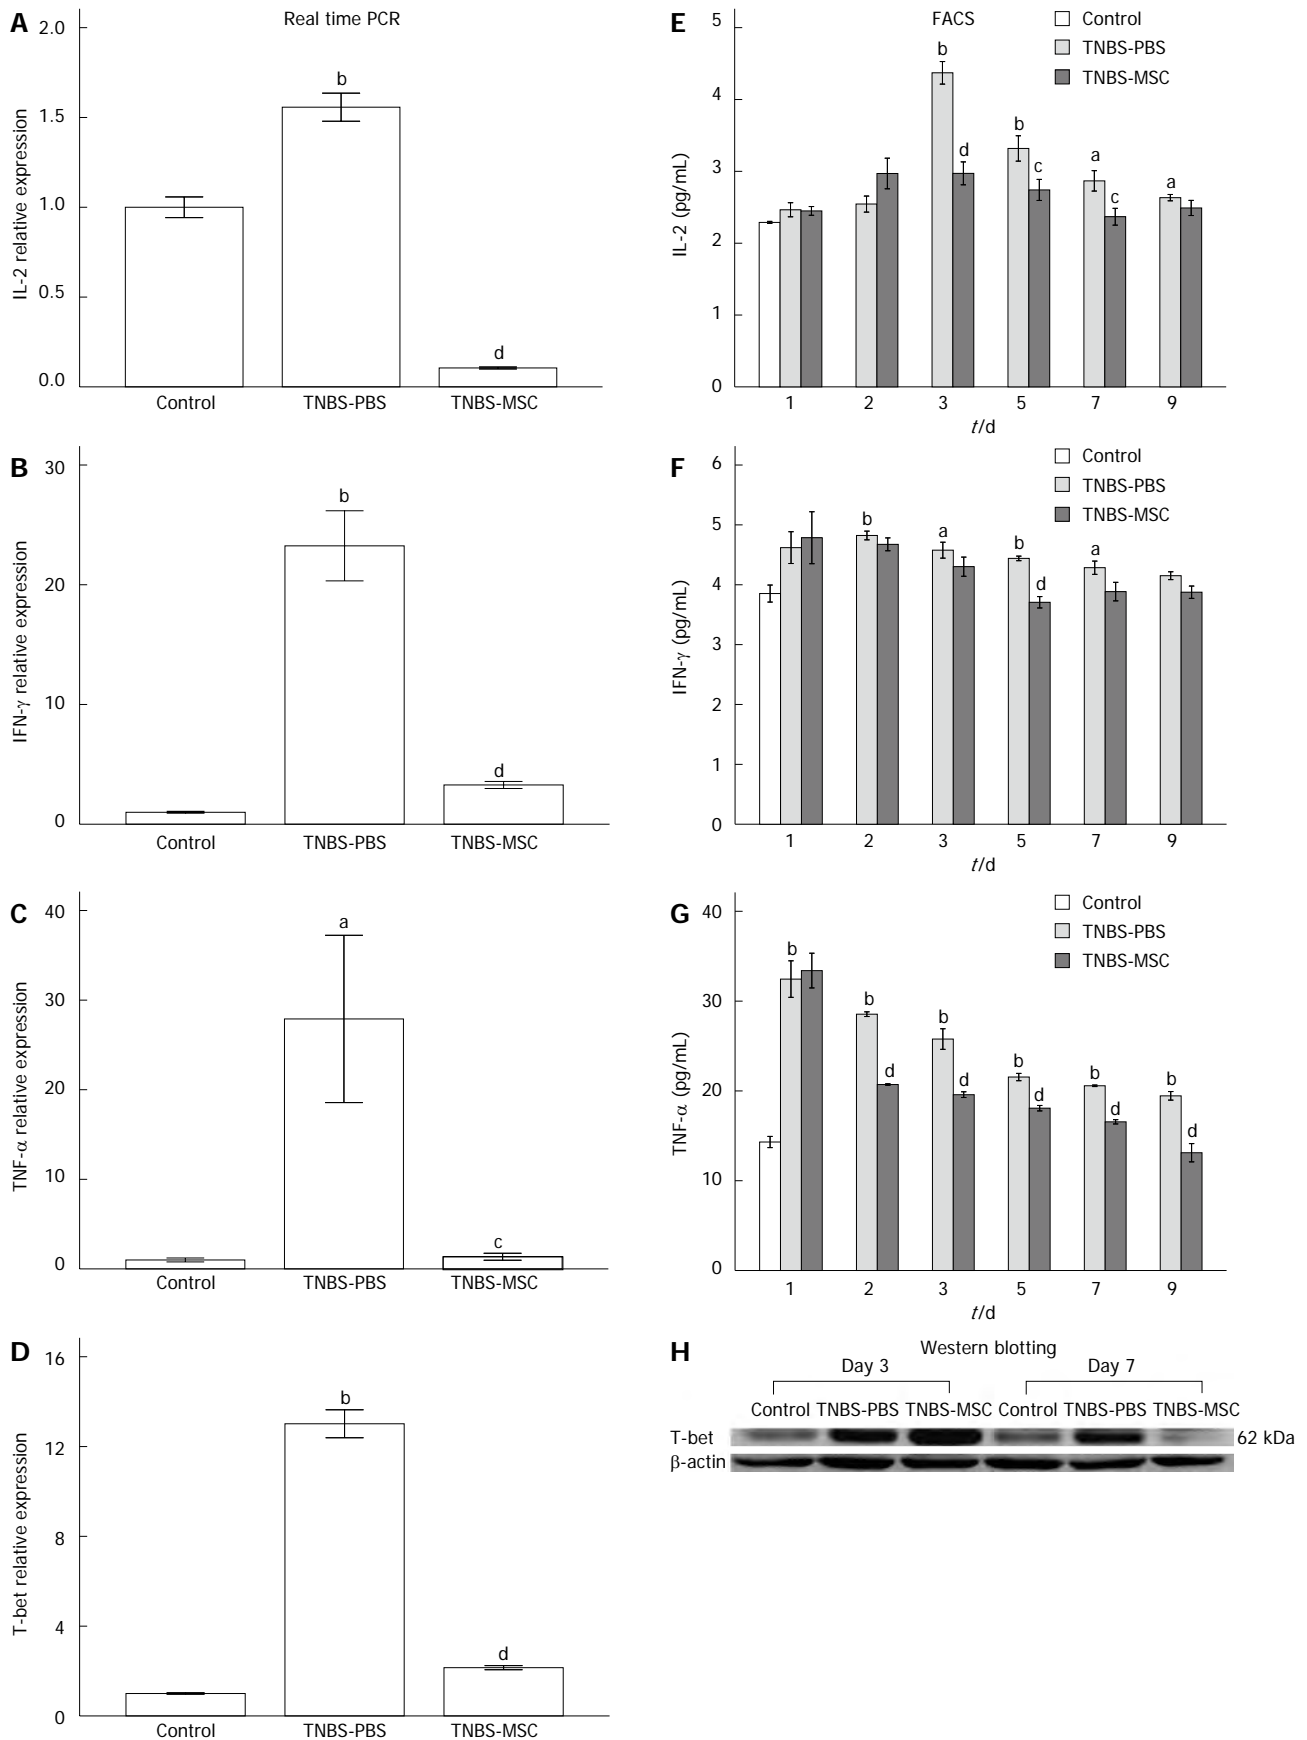 A
Real time PCR
IL-2 relative expression
2.0
1.5
1.0
0.5
0.0
b
d
Control TNBS-PBS TNBS-MSC
B
IFN-γ relative expression
30
20
10
0
b
d
Control TNBS-PBS TNBS-MSC
C
TNF-α relative expression
40
30
20
10
0
a
c
Control TNBS-PBS TNBS-MSC
D
T-bet relative expression
16
12
8
4
0
b
d
Control TNBS-PBS TNBS-MSC
E
FACS
Control
TNBS-PBS
TNBS-MSC
IL-2 (pg/mL)
5
4
3
2
1
0
b
d
b
c
a
c
a
1 2 3 5 7 9
t/d
F
Control
TNBS-PBS
TNBS-MSC
IFN-γ (pg/mL)
6
5
4
3
2
1
0
b
a
b
d
a
1 2 3 5 7 9
t/d
G
Control
TNBS-PBS
TNBS-MSC
TNF-α (pg/mL)
40
30
20
10
0
b
b
d
b
d
b
d
b
d
b
d
1 2 3 5 7 9
t/d
H
Western blotting
Day 3 Day 7
Control TNBS-PBS TNBS-MSC Control TNBS-PBS TNBS-MSC
T-bet 62 kDa
β-actin